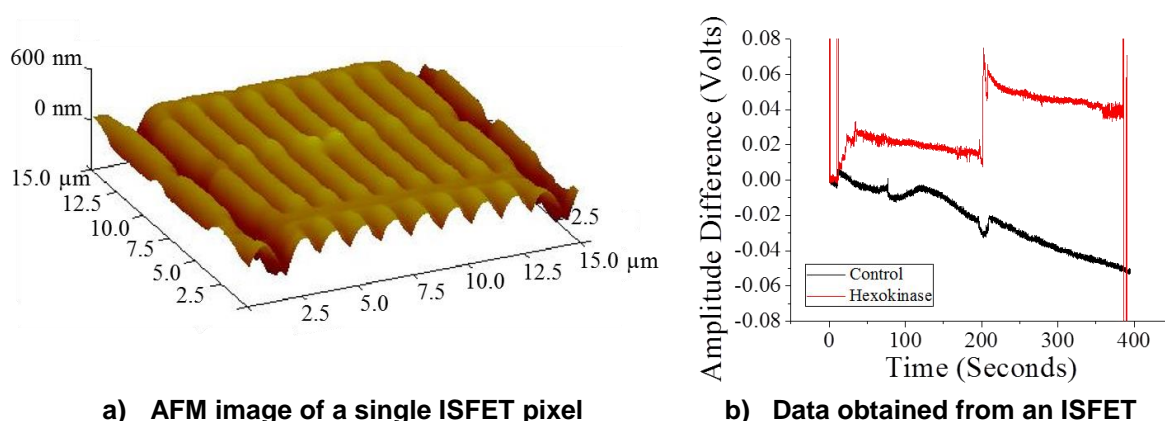 600 nm
0 nm
15.0 µm
12.5
10.0
7.5
5.0
2.5
2.5
5.0
7.5
10.0
12.5
15.0 µm
2.5
a) AFM image of a single ISFET pixel
Amplitude Difference (Volts)
0.08
0.06
0.04
0.02
0.00
-0.02
-0.04
-0.06
-0.08
Control
Hexokinase
0 100 200 300 400
Time (Seconds)
b) Data obtained from an ISFET